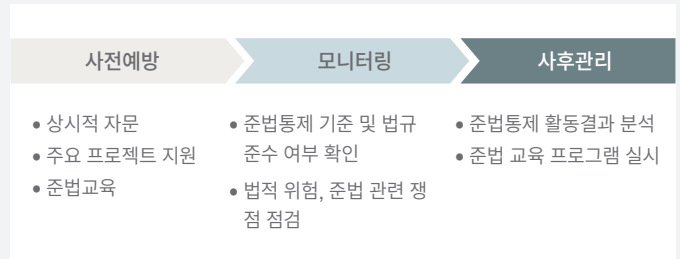 사전예방
모니터링
사후관리
• 상시적 자문
• 주요 프로젝트 지원
• 준법교육
• 준법통제 기준 및 법규
준수 여부 확인
• 법적 위험, 준법 관련 쟁
점 점검
• 준법통제 활동결과 분석
• 준법 교육 프로그램 실시